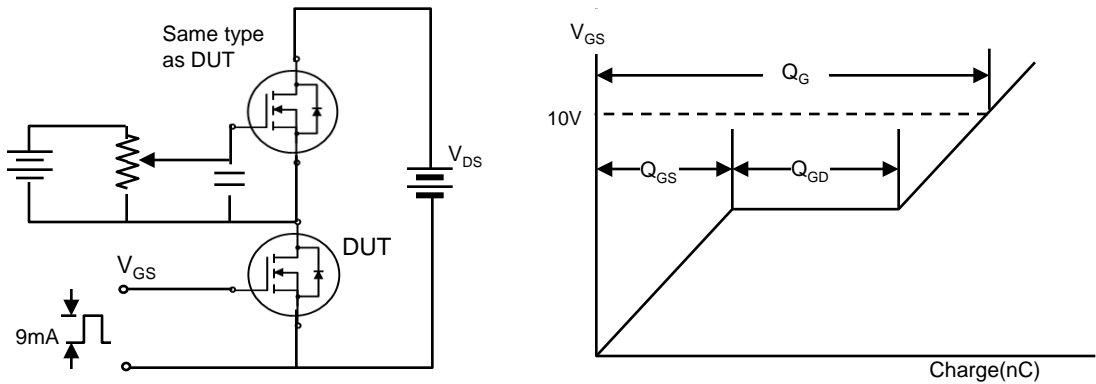 Same type
as DUT
V_DS
DUT
V_GS
9mA
V_GS
Q_G
10V
Q_GS
Q_GD
Charge(nC)